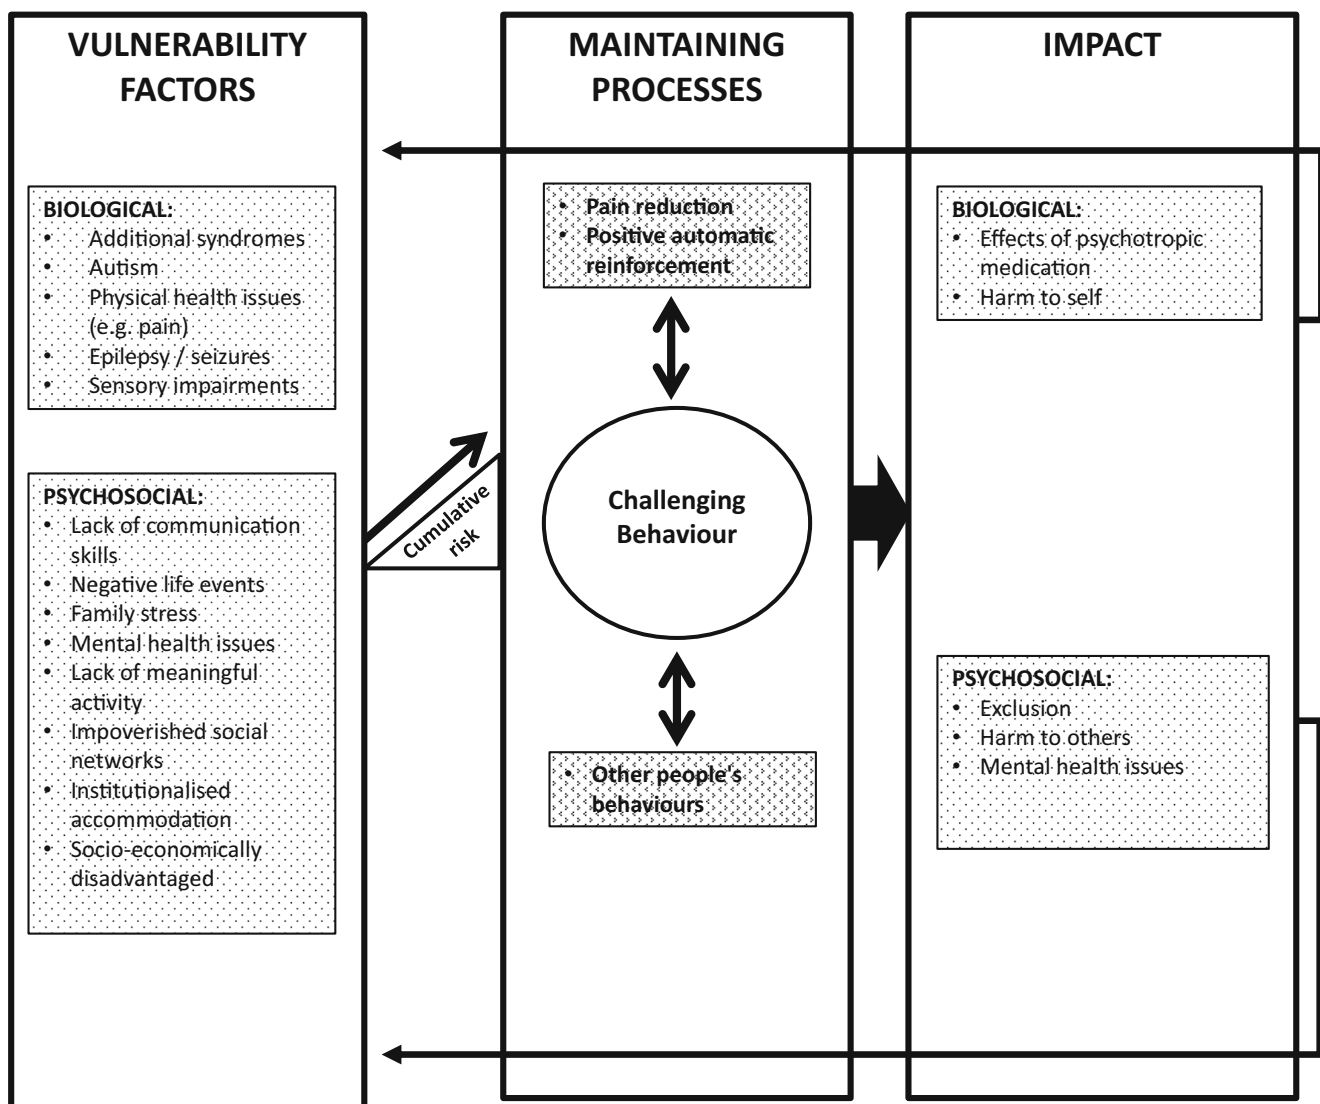 VULNERABILITY
FACTORS
BIOLOGICAL:
• Additional syndromes
• Autism
• Physical health issues
(e.g. pain)
• Epilepsy / seizures
• Sensory impairments
PSYCHOSOCIAL:
• Lack of communication
skills
• Negative life events
• Family stress
• Mental health issues
• Lack of meaningful
activity
• Impoverished social
networks
• Institutionalised
accommodation
• Socio-economically
disadvantaged
Cumulative
risk
MAINTAINING
PROCESSES
• Pain reduction
• Positive automatic
reinforcement
Challenging
Behaviour
• Other people's
behaviours
IMPACT
BIOLOGICAL:
• Effects of psychotropic
medication
• Harm to self
PSYCHOSOCIAL:
• Exclusion
• Harm to others
• Mental health issues